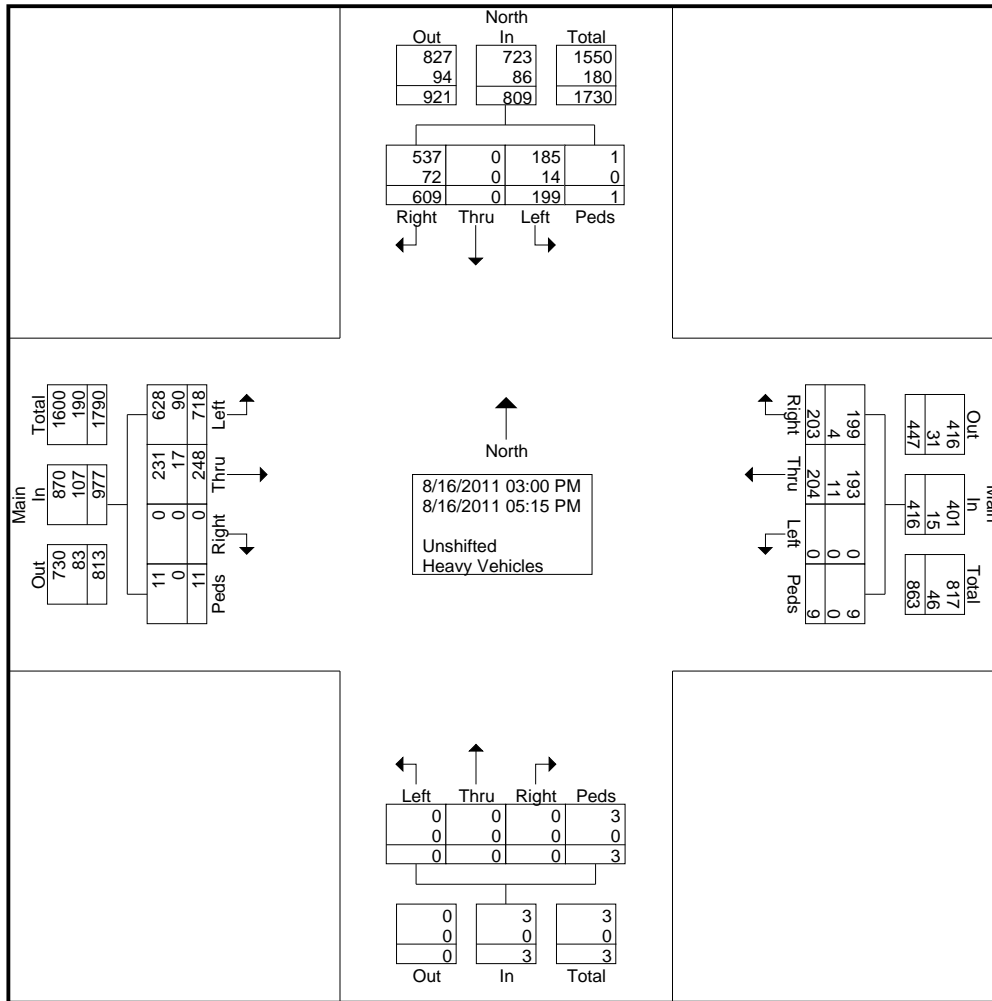 North
Out In Total
827 723 1550
94 86 180
921 809 1730
537 0 185 1
72 0 14 0
609 0 199 1
Right Thru Left Peds
Main
Total In Out
1600 870 730
190 107 83
1790 977 813
628 231 0 11
90 17 0 0
718 248 0 11
Left Thru Right Peds
North
8/16/2011 03:00 PM
8/16/2011 05:15 PM
Unshifted
Heavy Vehicles
Right Thru Left Peds
203 204 0 9
4 11 0 0
199 193 0 9
Out In Total
416 401 817
31 15 46
447 416 863
Main
Left Thru Right Peds
0 0 0 3
0 0 0 0
0 0 0 3
0 3 3
0 0 0
0 3 3
Out In Total